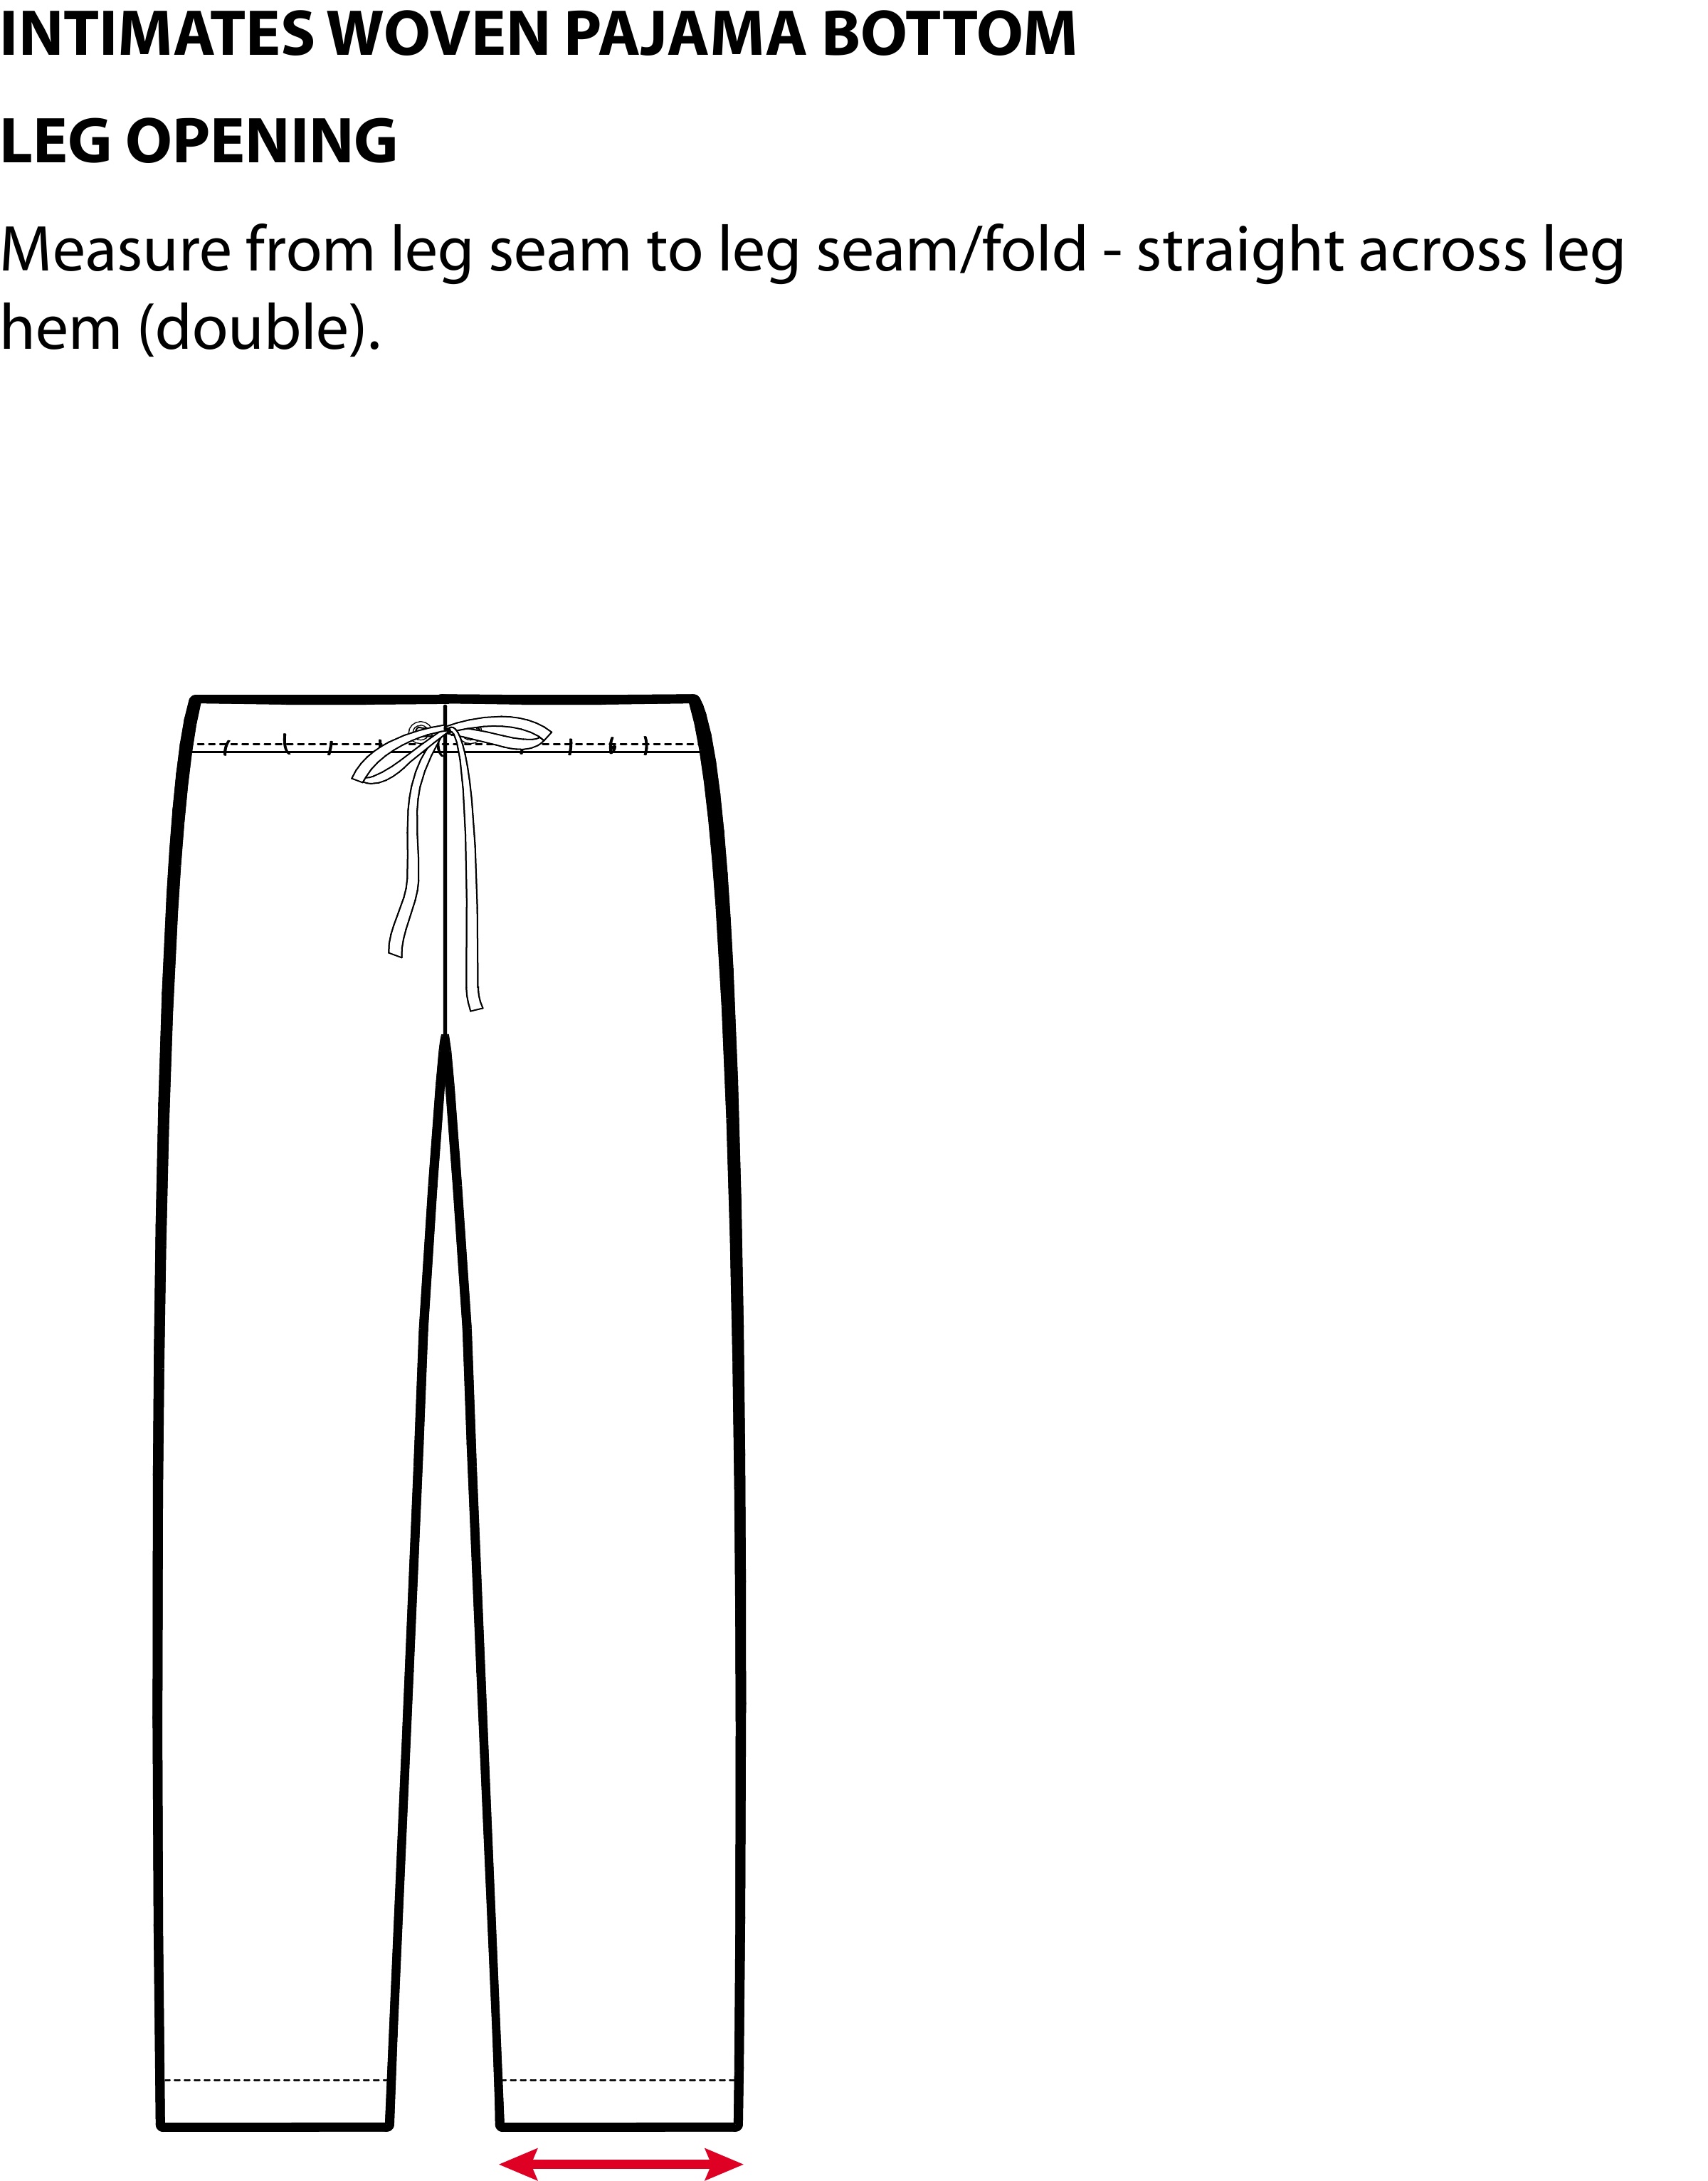 INTIMATES WOVEN PAJAMA BOTTOM
LEG OPENING
Measure from leg seam to leg seam/fold - straight across leg
hem (double).